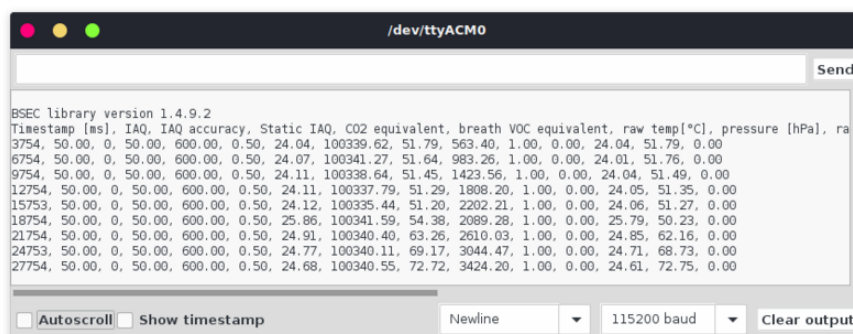 /dev/ttyACM0
Send
BSEC library version 1.4.9.2
Timestamp [ms], IAQ, IAQ accuracy, Static IAQ, CO2 equivalent, breath VOC equivalent, raw temp[°C], pressure [hPa], ra
3754, 50.00, 0, 50.00, 600.00, 0.50, 24.04, 100339.62, 51.79, 563.40, 1.00, 0.00, 24.04, 51.79, 0.00
6754, 50.00, 0, 50.00, 600.00, 0.50, 24.07, 100341.27, 51.64, 983.26, 1.00, 0.00, 24.01, 51.76, 0.00
9754, 50.00, 0, 50.00, 600.00, 0.50, 24.11, 100338.64, 51.45, 1423.56, 1.00, 0.00, 24.04, 51.49, 0.00
12754, 50.00, 0, 50.00, 600.00, 0.50, 24.11, 100337.79, 51.29, 1808.20, 1.00, 0.00, 24.05, 51.35, 0.00
15753, 50.00, 0, 50.00, 600.00, 0.50, 24.12, 100335.44, 51.20, 2202.21, 1.00, 0.00, 24.06, 51.27, 0.00
18754, 50.00, 0, 50.00, 600.00, 0.50, 25.86, 100341.59, 54.38, 2089.28, 1.00, 0.00, 25.79, 50.23, 0.00
21754, 50.00, 0, 50.00, 600.00, 0.50, 24.91, 100340.40, 63.26, 2610.03, 1.00, 0.00, 24.85, 62.16, 0.00
24753, 50.00, 0, 50.00, 600.00, 0.50, 24.77, 100340.11, 69.17, 3044.47, 1.00, 0.00, 24.71, 68.73, 0.00
27754, 50.00, 0, 50.00, 600.00, 0.50, 24.68, 100340.55, 72.72, 3424.20, 1.00, 0.00, 24.61, 72.75, 0.00
Autoscroll Show timestamp Newline 115200 baud Clear output